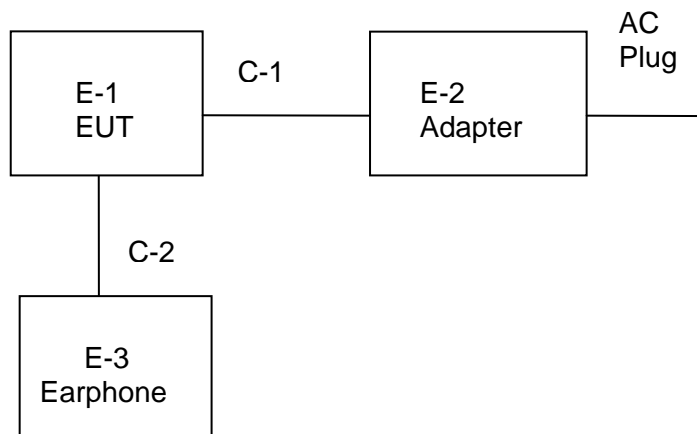 AC
Plug
C-1
E-1
EUT
E-2
Adapter
C-2
E-3
Earphone